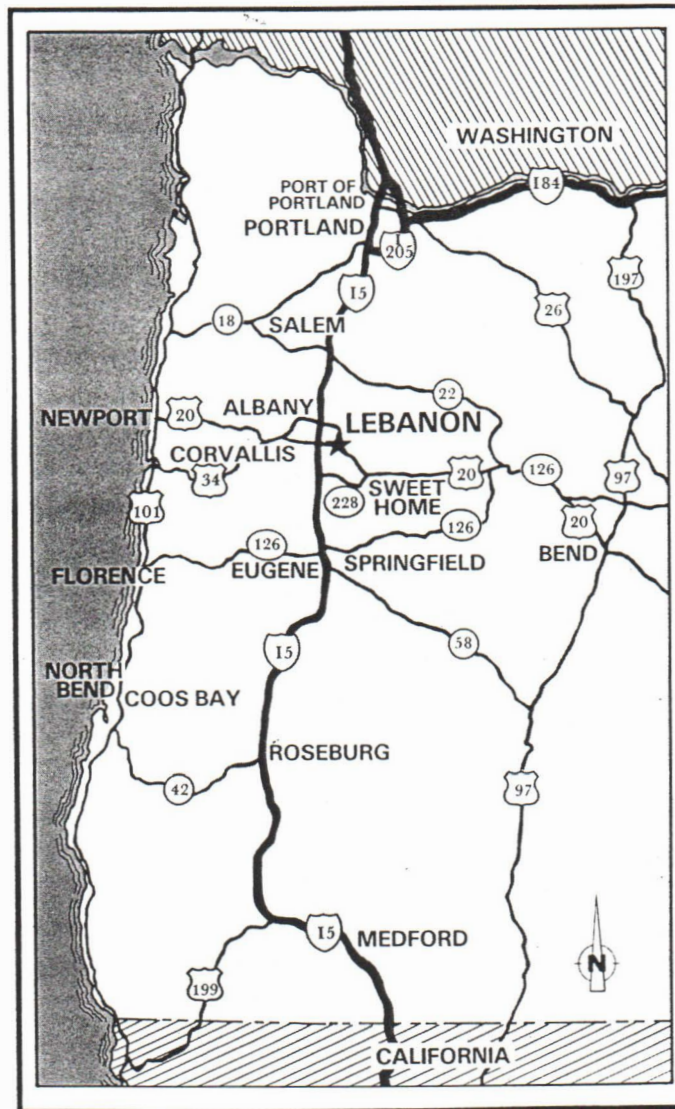 WASHINGTON
I84
PORT OF
PORTLAND
PORTLAND
I
205
197
I5
26
18
SALEM
22
NEWPORT
20
ALBANY
LEBANON
CORVALLIS
34
20
126
97
SWEET
HOME
228
101
126
20
126
FLORENCE
EUGENE
SPRINGFIELD
BEND
58
I5
NORTH
BEND
COOS BAY
ROSEBURG
42
97
I5
MEDFORD
N
199
CALIFORNIA